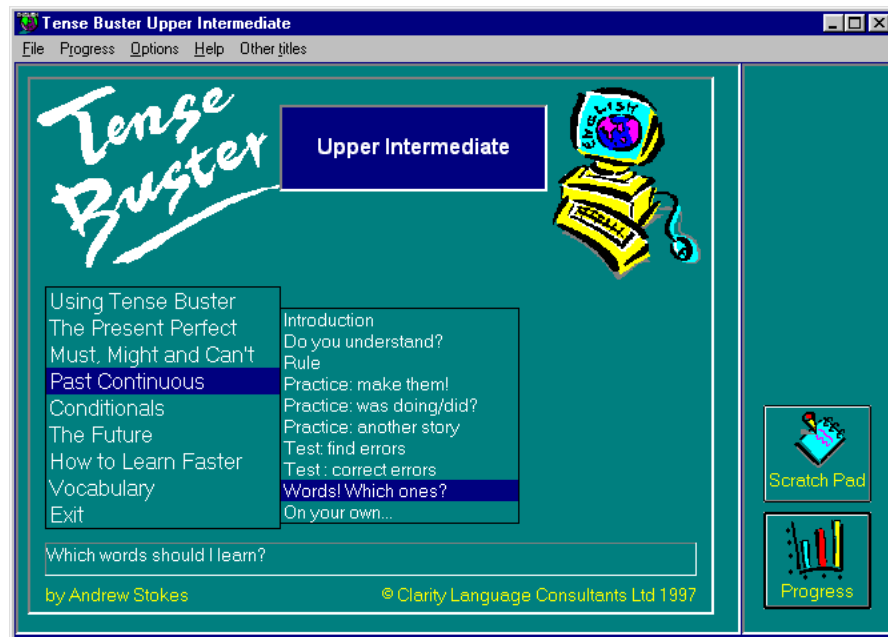 Tense Buster Upper Intermediate
File Progress Options Help Other titles
Tense
Buster
Upper Intermediate
ENGLISH
Using Tense Buster
The Present Perfect
Must, Might and Can't
Past Continuous
Conditionals
The Future
How to Learn Faster
Vocabulary
Exit
Introduction
Do you understand?
Rule
Practice: make them!
Practice: was doing/did?
Practice: another story
Test: find errors
Test : correct errors
Words! Which ones?
On your own...
Which words should I learn?
by Andrew Stokes
© Clarity Language Consultants Ltd 1997
Scratch Pad
Progress